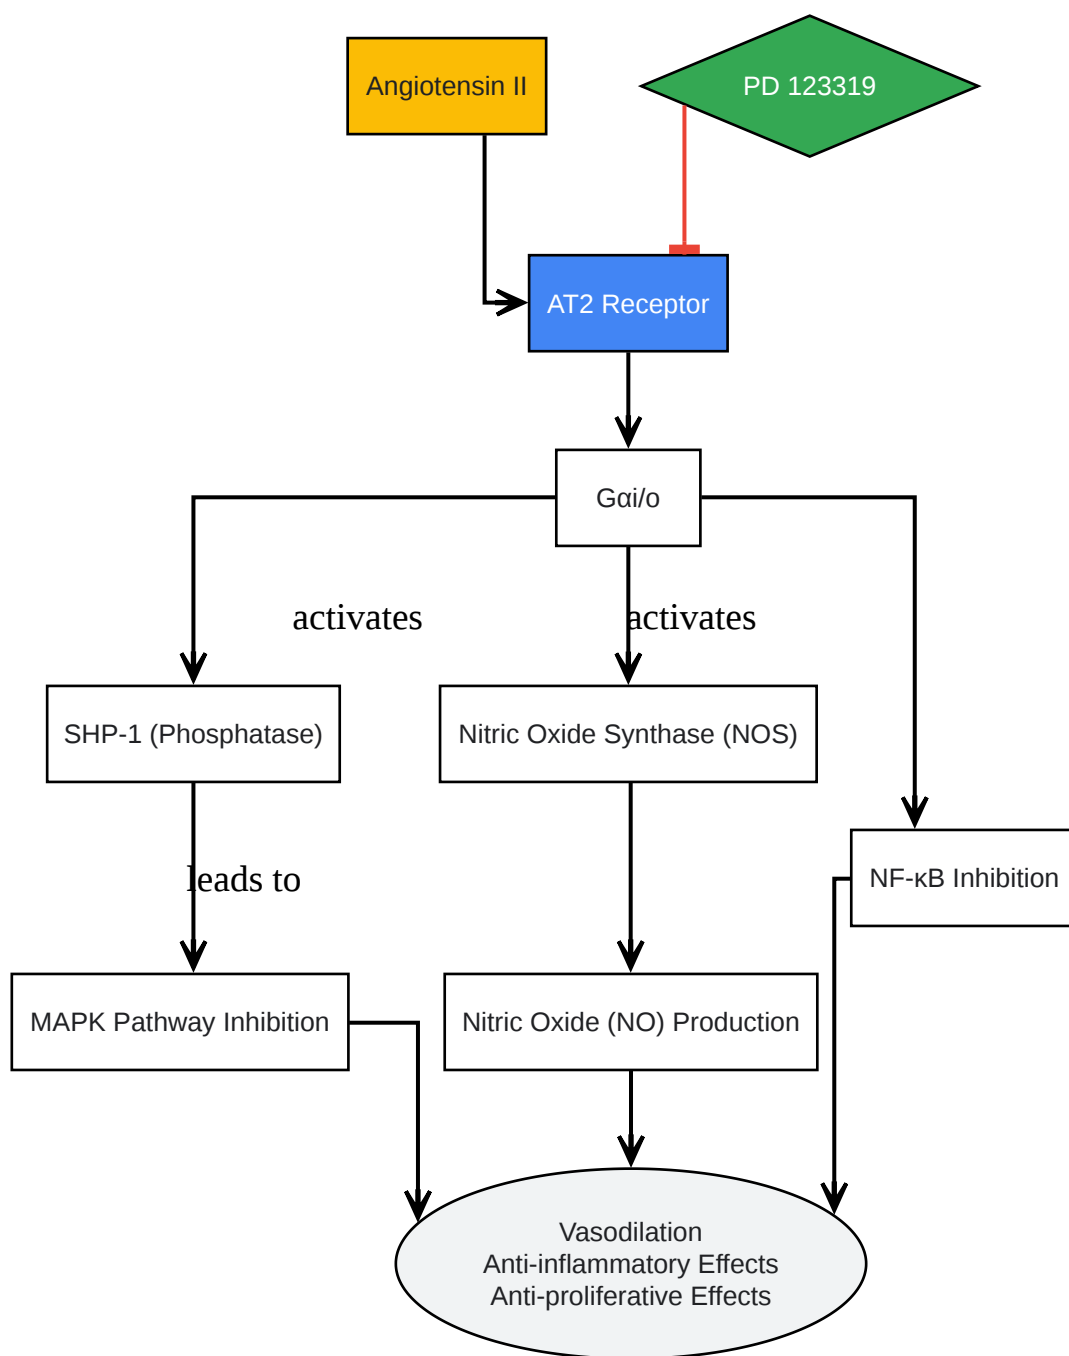 Angiotensin II
PD 123319
AT2 Receptor
Gαi/o
activates
activates
SHP-1 (Phosphatase)
Nitric Oxide Synthase (NOS)
leads to
NF-κB Inhibition
MAPK Pathway Inhibition
Nitric Oxide (NO) Production
Vasodilation
Anti-inflammatory Effects
Anti-proliferative Effects